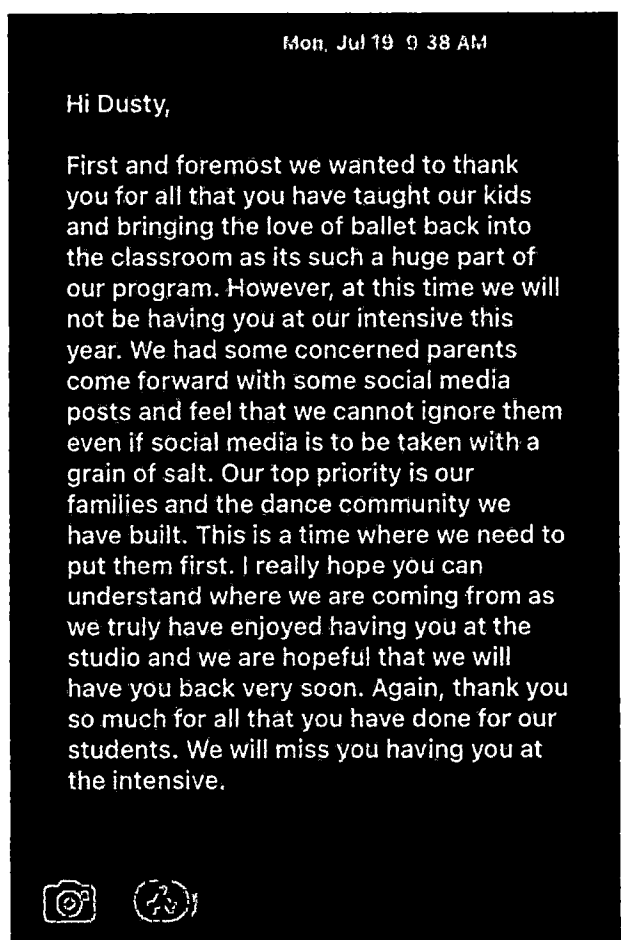 Mon, Jul 19 9 38 AM
Hi Dusty,
First and foremost we wanted to thank
you for all that you have taught our kids
and bringing the love of ballet back into
the classroom as its such a huge part of
our program. However, at this time we will
not be having you at our intensive this
year. We had some concerned parents
come forward with some social media
posts and feel that we cannot ignore them
even if social media is to be taken with a
grain of salt. Our top priority is our
families and the dance community we
have built. This is a time where we need to
put them first. I really hope you can
understand where we are coming from as
we truly have enjoyed having you at the
studio and we are hopeful that we will
have you back very soon. Again, thank you
so much for all that you have done for our
students. We will miss you having you at
the intensive.